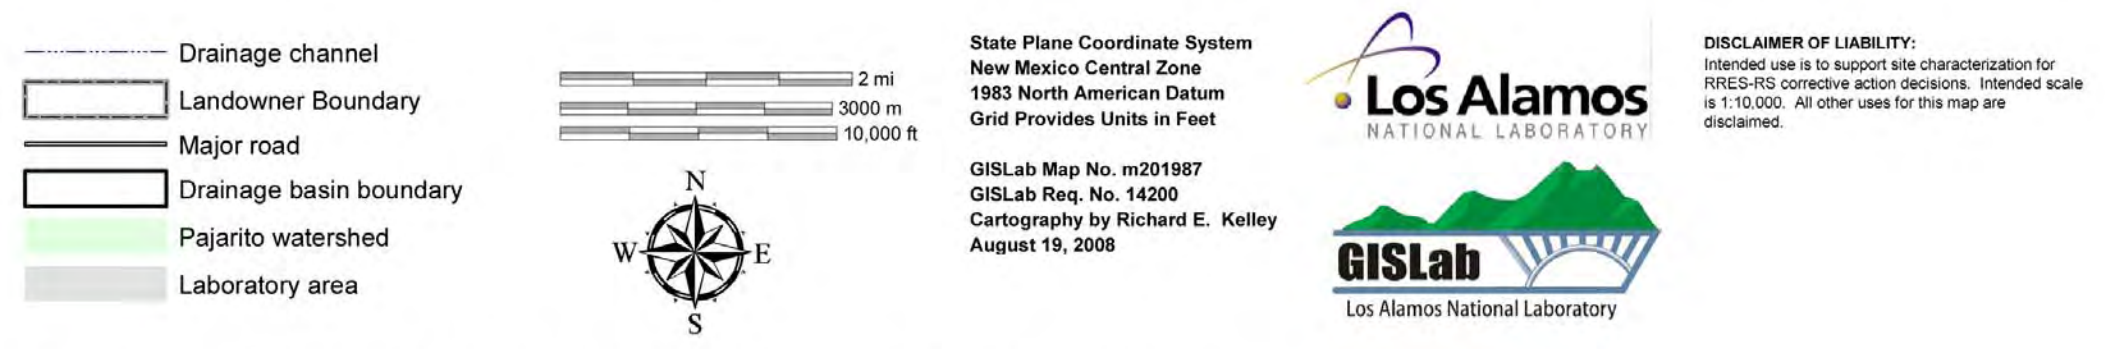 Drainage channel
Landowner Boundary
Major road
Drainage basin boundary
Pajarito watershed
Laboratory area
2 mi
3000 m
10,000 ft
N
W E
S
State Plane Coordinate System
New Mexico Central Zone
1983 North American Datum
Grid Provides Units in Feet
GISLab Map No. m201987
GISLab Req. No. 14200
Cartography by Richard E. Kelley
August 19, 2008
Los Alamos
NATIONAL LABORATORY
GISLab
Los Alamos National Laboratory
DISCLAIMER OF LIABILITY:
Intended use is to support site characterization for
RRES-RS corrective action decisions. Intended scale
is 1:10,000. All other uses for this map are
disclaimed.